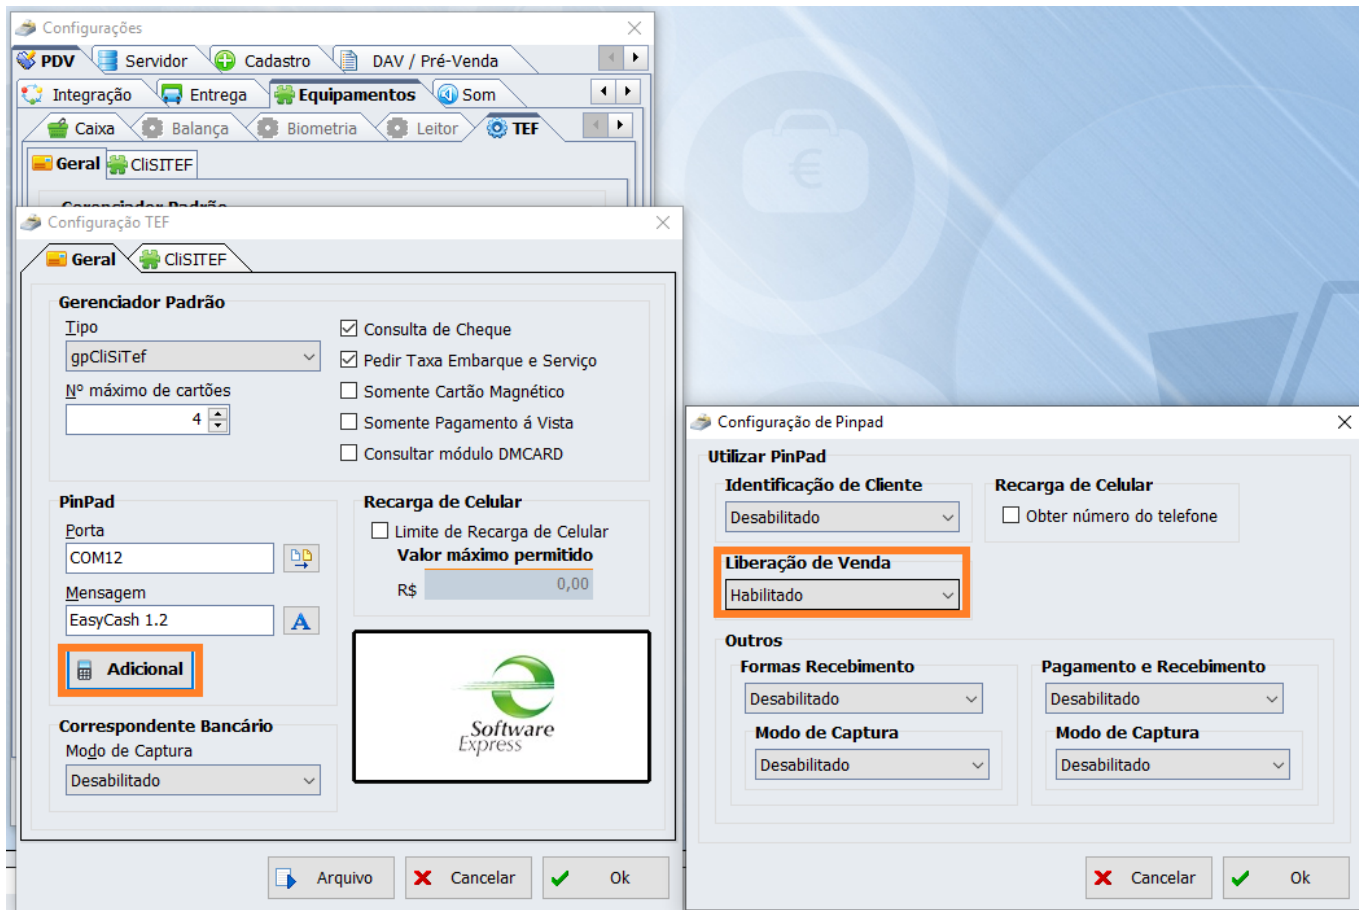 Configurações
PDV Servidor Cadastro DAV / Pré-Venda
Integração Entrega Equipamentos Som
Caixa Balança Biometria Leitor TEF
Geral CliSITEF
Gerenciador Padrão
Configuração TEF
Geral CliSITEF
Gerenciador Padrão
Tipo
gpCliSiTef
Nº máximo de cartões
4
Consulta de Cheque
Pedir Taxa Embarque e Serviço
Somente Cartão Magnético
Somente Pagamento á Vista
Consultar módulo DMCARD
PinPad
Porta
COM12
Mensagem
EasyCash 1.2
A
Adicional
Recarga de Celular
Limite de Recarga de Celular
Valor máximo permitido
R$ 0,00
Software
Express
Correspondente Bancário
Modo de Captura
Desabilitado
Arquivo Cancelar Ok
€
Configuração de Pinpad
Utilizar PinPad
Identificação de Cliente
Desabilitado
Recarga de Celular
Obter número do telefone
Liberação de Venda
Habilitado
Outros
Formas Recebimento
Desabilitado
Modo de Captura
Desabilitado
Pagamento e Recebimento
Desabilitado
Modo de Captura
Desabilitado
Cancelar Ok